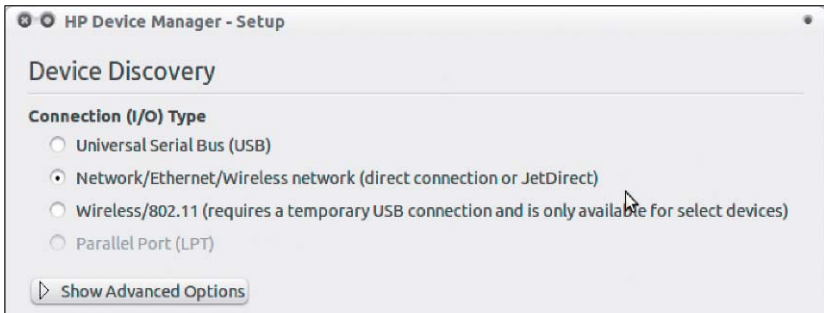 HP Device Manager - Setup
Device Discovery
Connection (I/O) Type
Universal Serial Bus (USB)
Network/Ethernet/Wireless network (direct connection or JetDirect)
Wireless/802.11 (requires a temporary USB connection and is only available for select devices)
Parallel Port (LPT)
Show Advanced Options